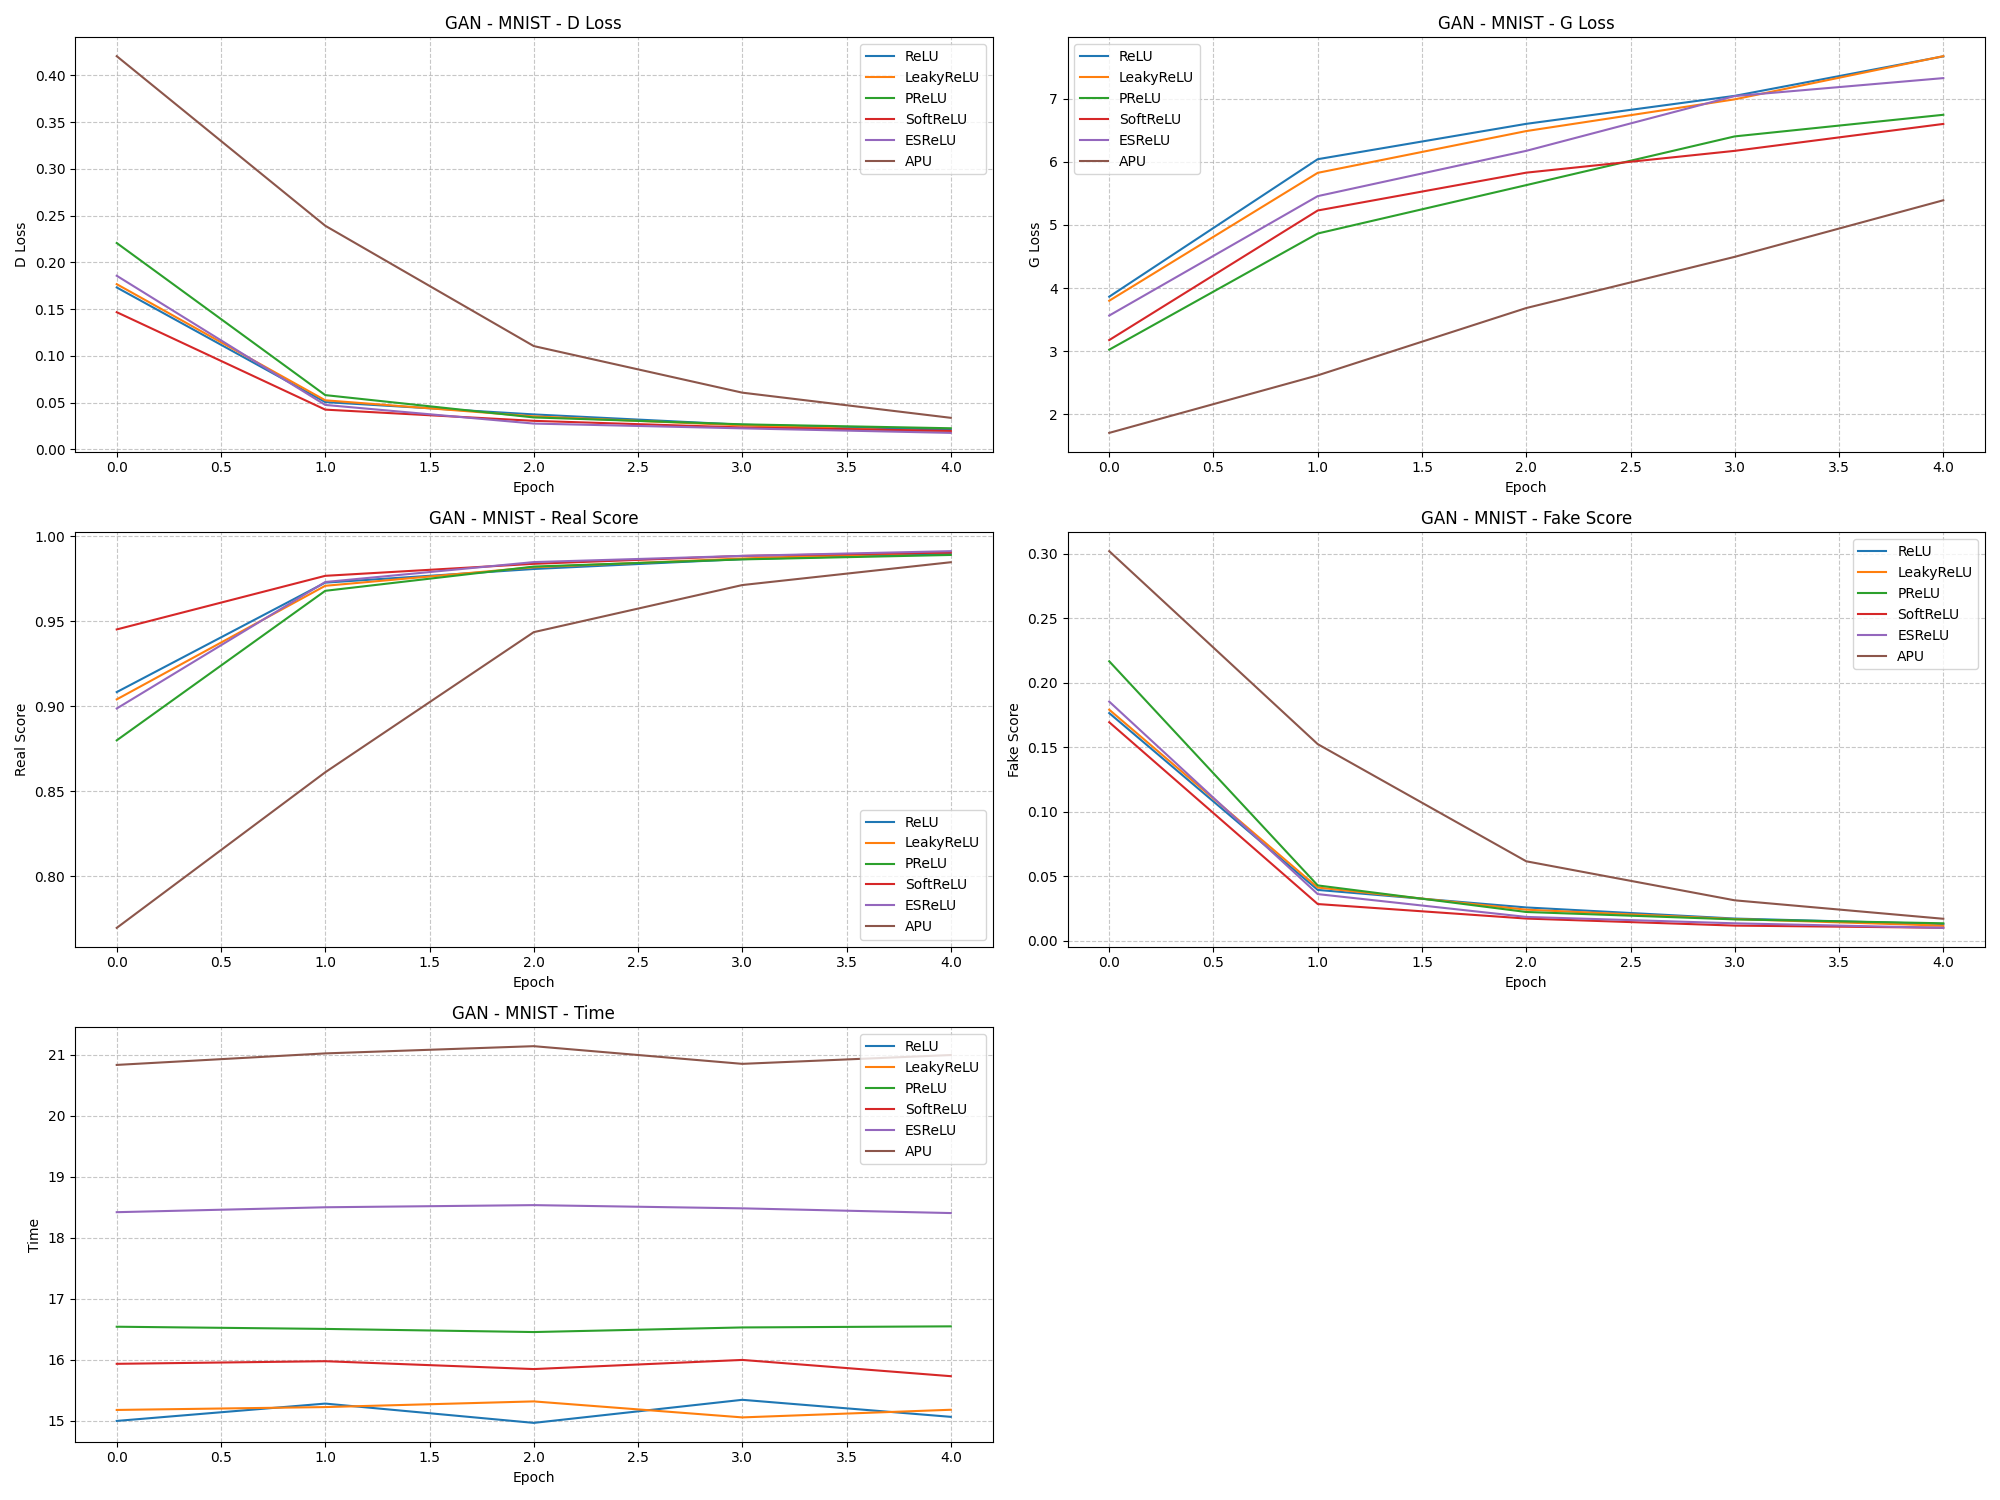 GAN - MNIST - D Loss
D Loss
0.40
0.35
0.30
0.25
0.20
0.15
0.10
0.05
0.00
0.0 0.5 1.0 1.5 2.0 2.5 3.0 3.5 4.0
Epoch
ReLU
LeakyReLU
PReLU
SoftReLU
ESReLU
APU
GAN - MNIST - G Loss
G Loss
7
6
5
4
3
2
0.0 0.5 1.0 1.5 2.0 2.5 3.0 3.5 4.0
Epoch
ReLU
LeakyReLU
PReLU
SoftReLU
ESReLU
APU
GAN - MNIST - Real Score
Real Score
1.00
0.95
0.90
0.85
0.80
0.0 0.5 1.0 1.5 2.0 2.5 3.0 3.5 4.0
Epoch
ReLU
LeakyReLU
PReLU
SoftReLU
ESReLU
APU
GAN - MNIST - Fake Score
Fake Score
0.30
0.25
0.20
0.15
0.10
0.05
0.00
0.0 0.5 1.0 1.5 2.0 2.5 3.0 3.5 4.0
Epoch
ReLU
LeakyReLU
PReLU
SoftReLU
ESReLU
APU
GAN - MNIST - Time
Time
21
20
19
18
17
16
15
0.0 0.5 1.0 1.5 2.0 2.5 3.0 3.5 4.0
Epoch
ReLU
LeakyReLU
PReLU
SoftReLU
ESReLU
APU